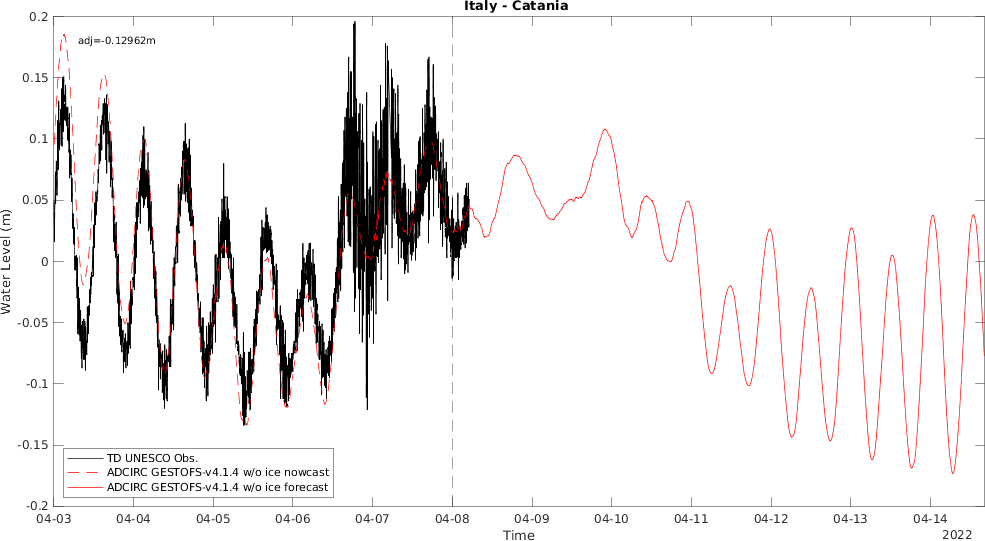 Italy - Catania
adj=-0.12962m
0.2
0.15
0.1
0.05
0
-0.05
-0.1
-0.15
-0.2
Water Level (m)
TD UNESCO Obs.
ADCIRC GESTOFS-v4.1.4 w/o ice nowcast
ADCIRC GESTOFS-v4.1.4 w/o ice forecast
04-03 04-04 04-05 04-06 04-07 04-08 04-09 04-10 04-11 04-12 04-13 04-14
Time
2022